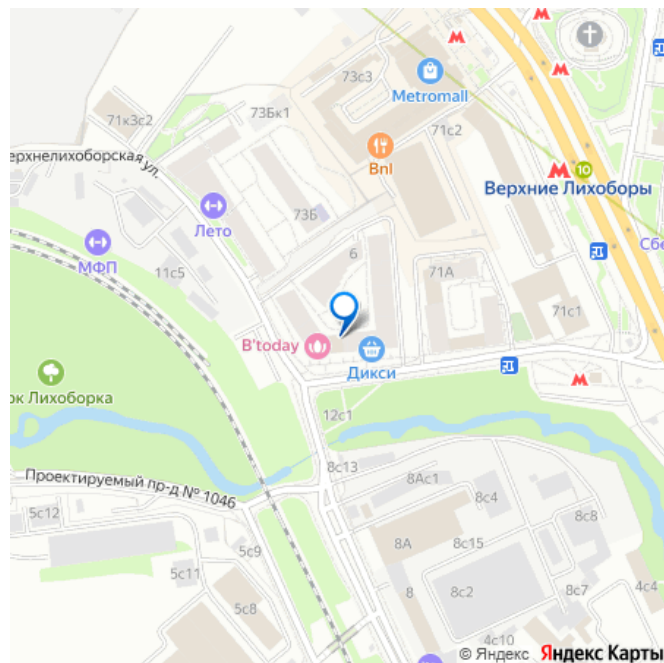 73с3
Metromall
71к3с2
73Бк1
71с2
Bnl
ерхнелихоборская ул.
10
Верхние Лихоборы
Лето
73Б
МФП
Сбе
11с5
6
71А
71с1
B'today
Дикси
рк Лихоборка
12с1
8с13
Проектируемый пр-д № 1046
8Ас1
8с4
5с12
8с8
8А
8с15
5с9
5с11
8
8с2
8с7
4с4
5с8
4с10
© Яндекс Яндекс Карты